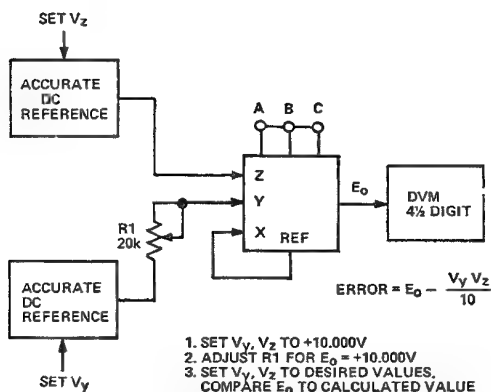 SET Vz
ACCURATE
DC
REFERENCE
A B C
Z
Y
X
REF
Eo
DVM
4½ DIGIT
R1
20k
ACCURATE
DC
REFERENCE
SET Vy
ERROR = Eo - Vy Vz
10
1. SET Vy, Vz TO +10.000V
2. ADJUST R1 FOR Eo = +10.000V
3. SET Vy, Vz TO DESIRED VALUES.
COMPARE Eo TO CALCULATED VALUE